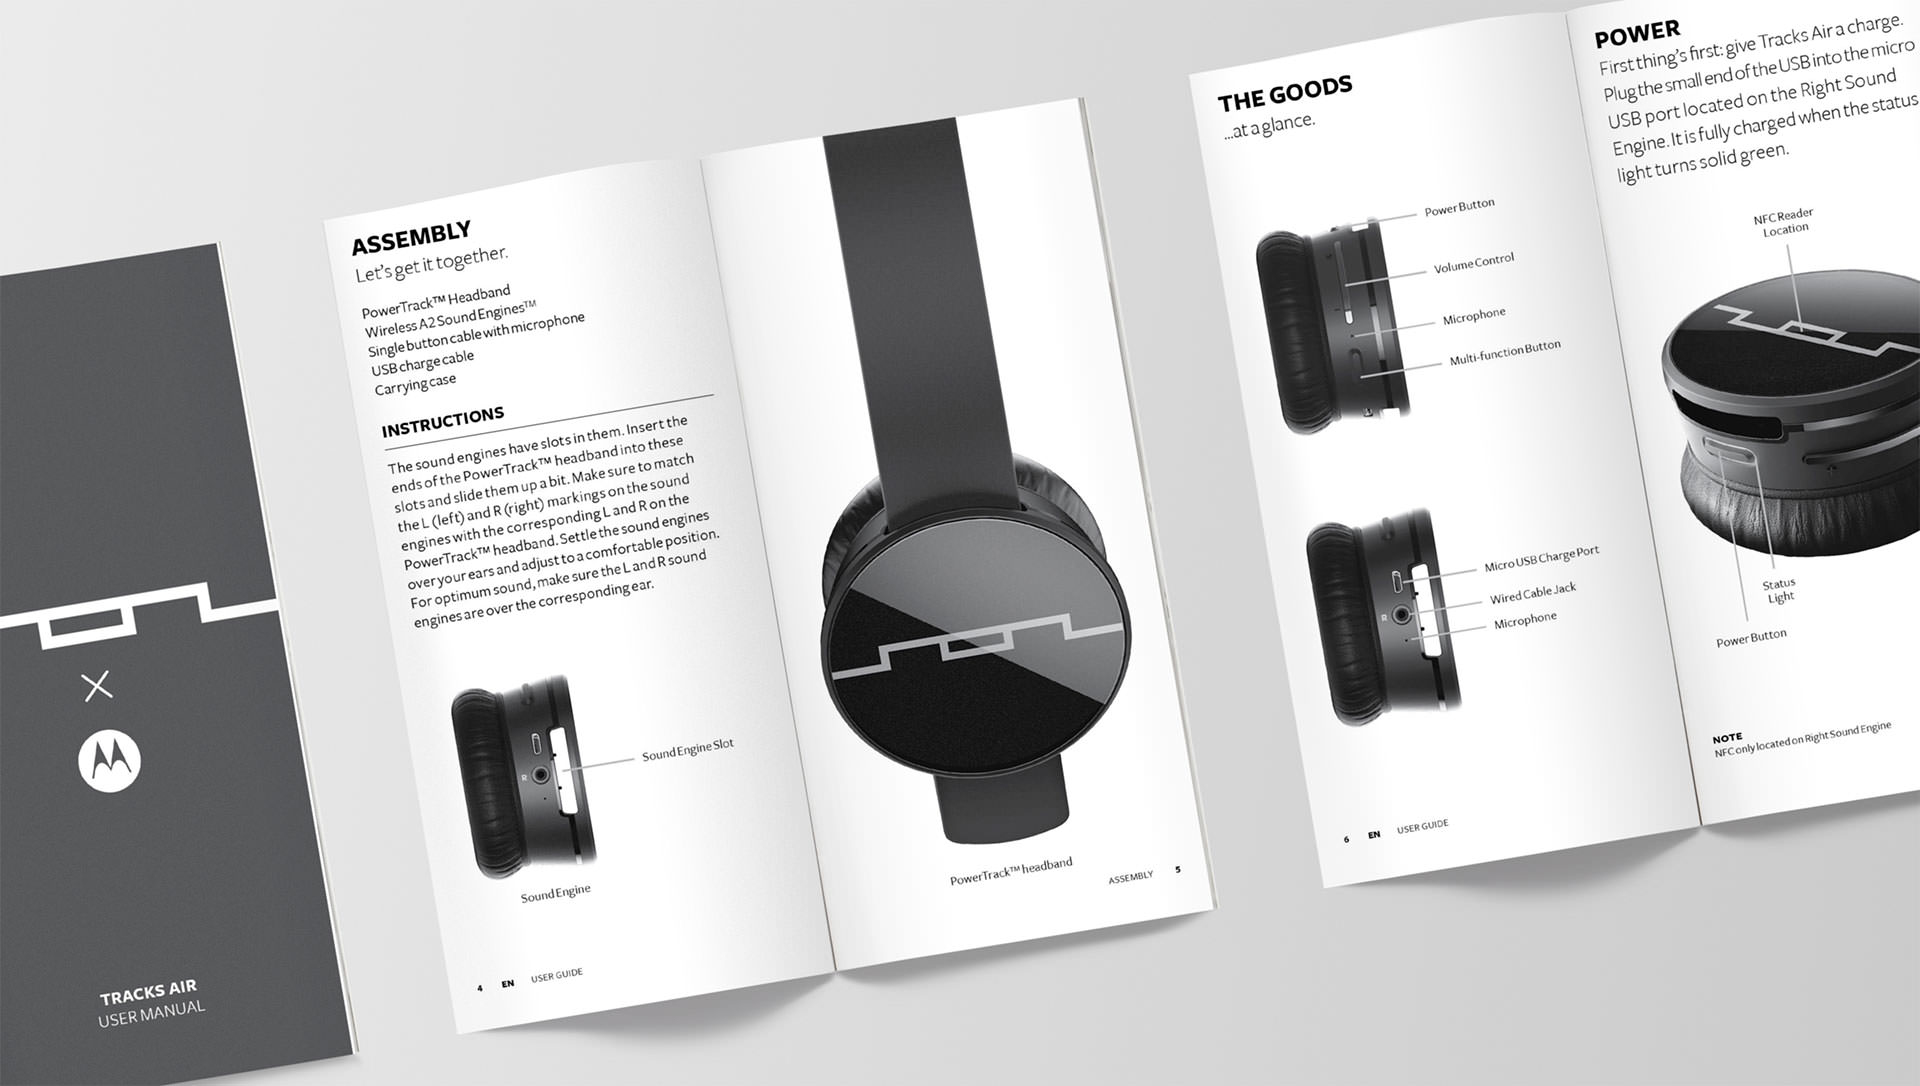 TRACKS AIR
USER MANUAL
ASSEMBLY
Let's get it together.
PowerTrack™ Headband
Wireless A2 Sound Engines™
Single button cable with microphone
USB charge cable
Carrying case
INSTRUCTIONS
The sound engines have slots in them. Insert the
ends of the PowerTrack™ headband into these
slots and slide them up a bit. Make sure to match
the L (left) and R (right) markings on the sound
engines with the corresponding L and R on the
PowerTrack™ headband. Settle the sound engines
over your ears and adjust to a comfortable position.
For optimum sound, make sure the L and R sound
engines are over the corresponding ear.
R
Sound Engine Slot
Sound Engine
4 EN USER GUIDE
PowerTrack™ headband
ASSEMBLY 5
THE GOODS
...at a glance.
Power Button
Volume Control
Microphone
Multi-function Button
Micro USB Charge Port
R
Wired Cable Jack
Microphone
6 EN USER GUIDE
POWER
First thing's first: give Tracks Air a charge.
Plug the small end of the USB into the micro
USB port located on the Right Sound
Engine. It is fully charged when the status
light turns solid green.
NFC Reader
Location
Status
Light
Power Button
NOTE
NFC only located on Right Sound Engine